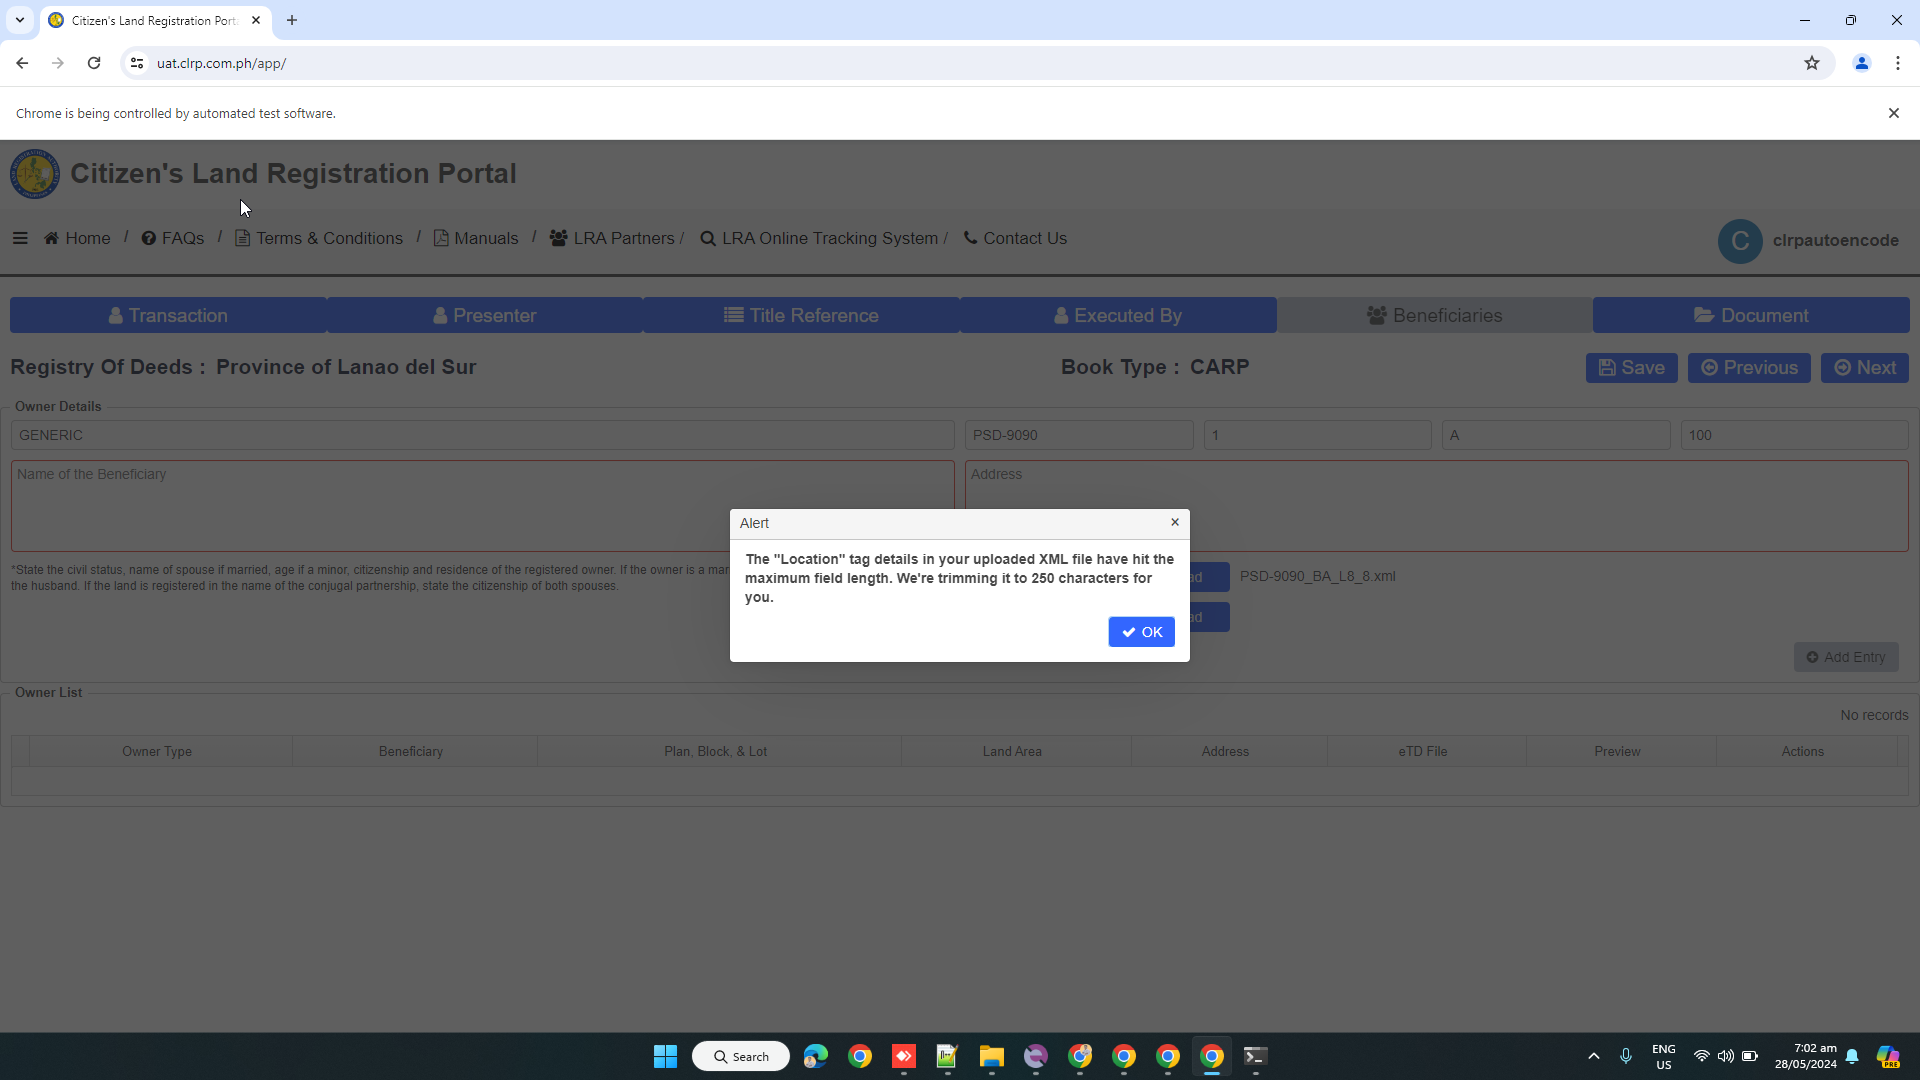 Citizen's Land Registration Port
uat.clrp.com.ph/app/
Chrome is being controlled by automated test software.
Citizen's Land Registration Portal
Home / FAQs / Terms & Conditions / Manuals / LRA Partners / LRA Online Tracking System / Contact Us
C clrpautoencode
Transaction Presenter Title Reference Executed By Beneficiaries Document
Registry Of Deeds : Province of Lanao del Sur Book Type : CARP Save Previous Next
Owner Details
GENERIC PSD-9090 1 A 100
Name of the Beneficiary Address
Alert
The "Location" tag details in your uploaded XML file have hit the
maximum field length. We're trimming it to 250 characters for
you.
OK
*State the civil status, name of spouse if married, age if a minor, citizenship and residence of the registered owner. If the owner is a mar
the husband. If the land is registered in the name of the conjugal partnership, state the citizenship of both spouses.
ad PSD-9090_BA_L8_8.xml
ad
Add Entry
Owner List
No records
Owner Type Beneficiary Plan, Block, & Lot Land Area Address eTD File Preview Actions
Search
ENG
US
7:02 am
28/05/2024
PRE